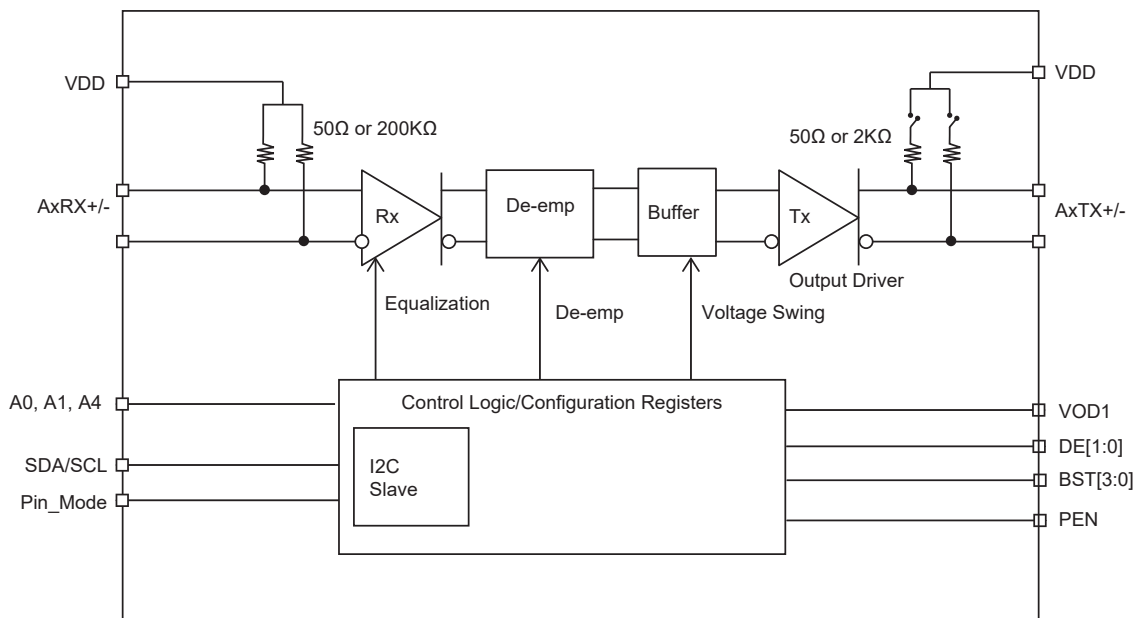 VDD
VDD
50Ω or 200KΩ
50Ω or 2KΩ
AxRX+/-
Rx
De-emp
Buffer
Tx
AxTX+/-
Output Driver
Equalization
De-emp
Voltage Swing
A0, A1, A4
Control Logic/Configuration Registers
VOD1
DE[1:0]
SDA/SCL
I2C
Slave
BST[3:0]
Pin_Mode
PEN